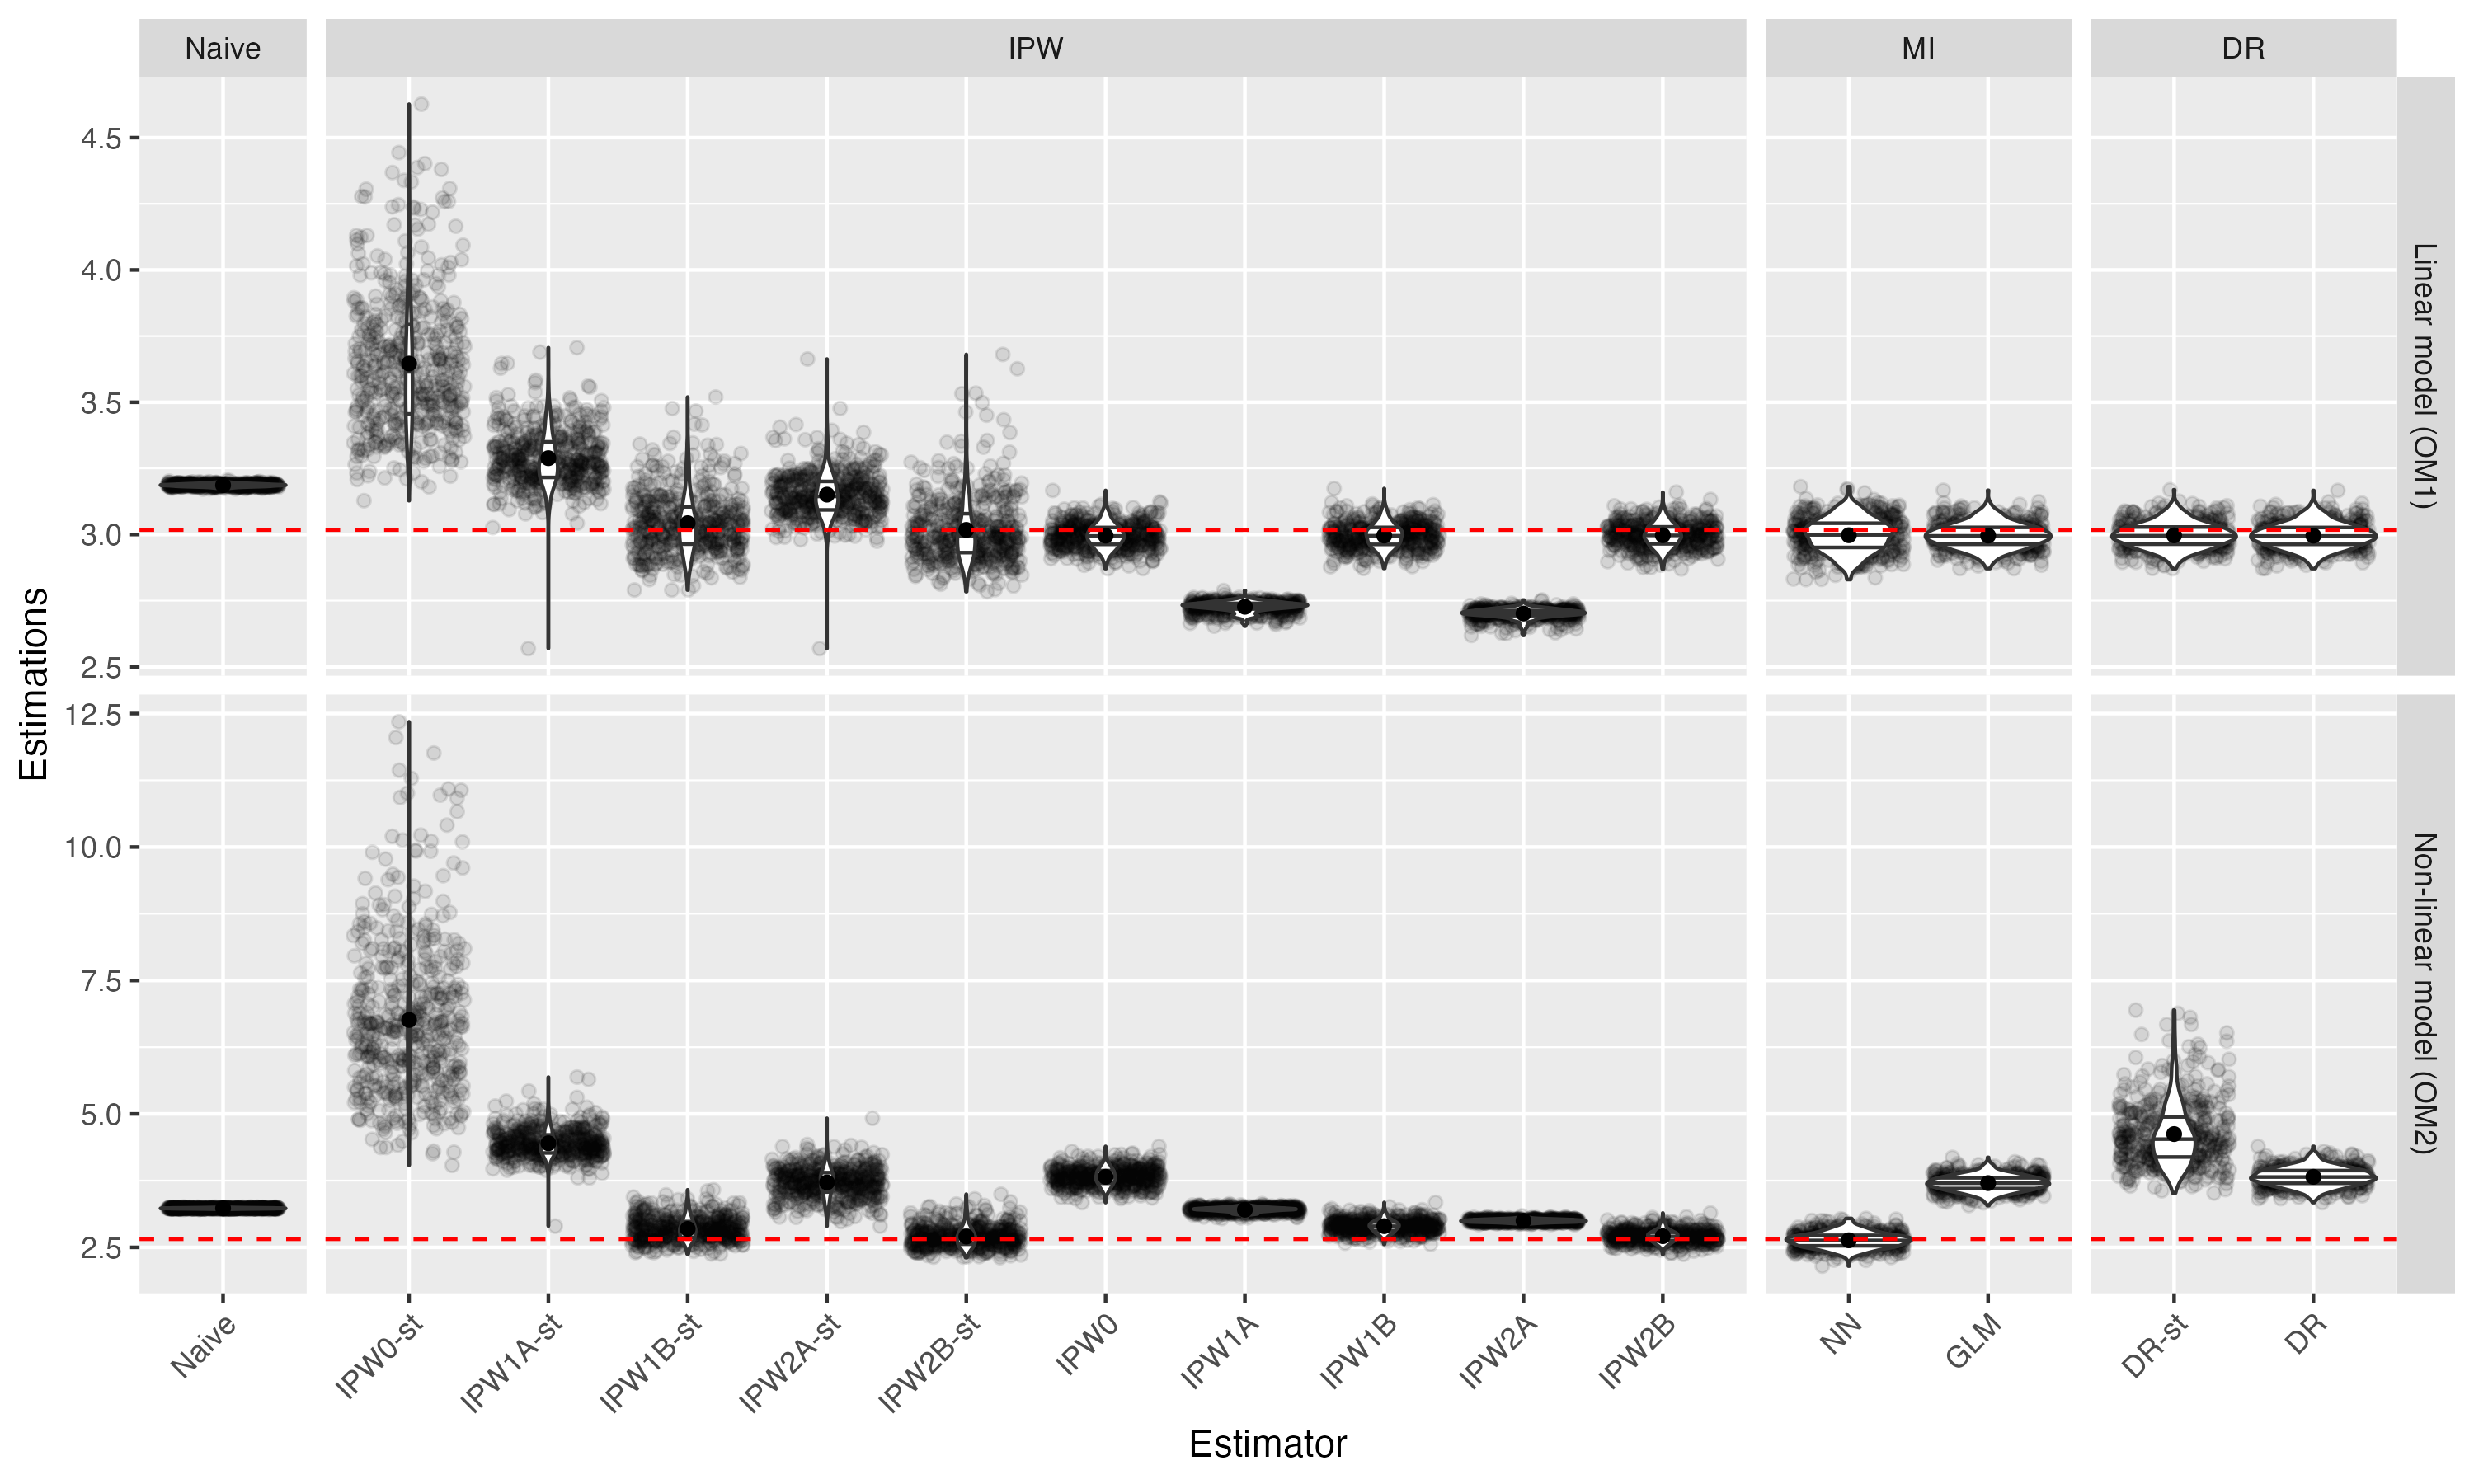 Naive
IPW
MI
DR
Estimations
4.5
4.0
3.5
3.0
2.5
Linear model (OM1)
12.5
10.0
7.5
5.0
2.5
Non-linear model (OM2)
Naive
IPW0-st
IPW1A-st
IPW1B-st
IPW2A-st
IPW2B-st
IPW0
IPW1A
IPW1B
IPW2A
IPW2B
NN
GLM
DR-st
DR
Estimator